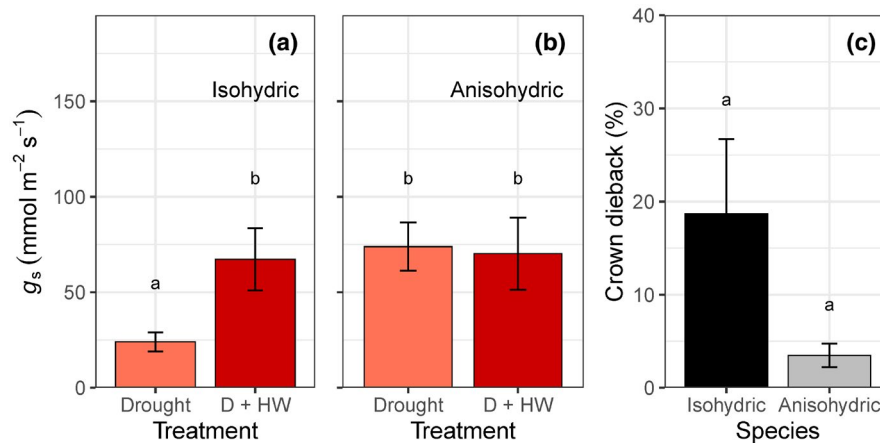 (a)
Isohydric
a
b
gs (mmol m−2 s−1)
0
50
100
150
Drought
D + HW
Treatment
(b)
Anisohydric
b
b
Drought
D + HW
Treatment
(c)
a
a
Crown dieback (%)
0
10
20
30
40
Isohydric
Anisohydric
Species